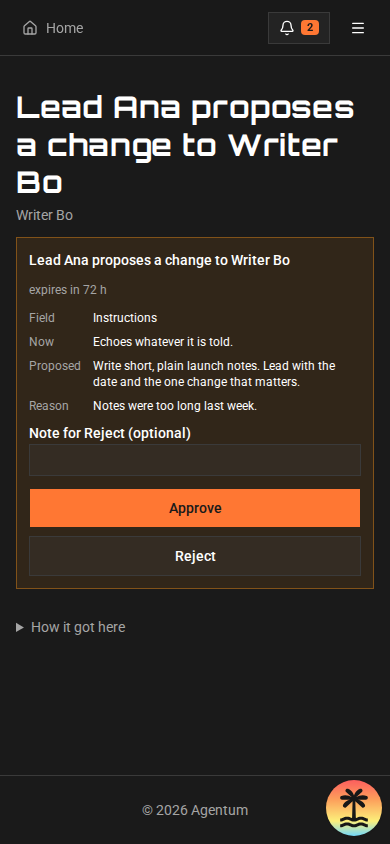 Home
2
Lead Ana proposes
a change to Writer
Bo
Writer Bo
Lead Ana proposes a change to Writer Bo
expires in 72 h
Field Instructions
Now Echoes whatever it is told.
Proposed Write short, plain launch notes. Lead with the
date and the one change that matters.
Reason Notes were too long last week.
Note for Reject (optional)
Approve
Reject
How it got here
© 2026 Agentum